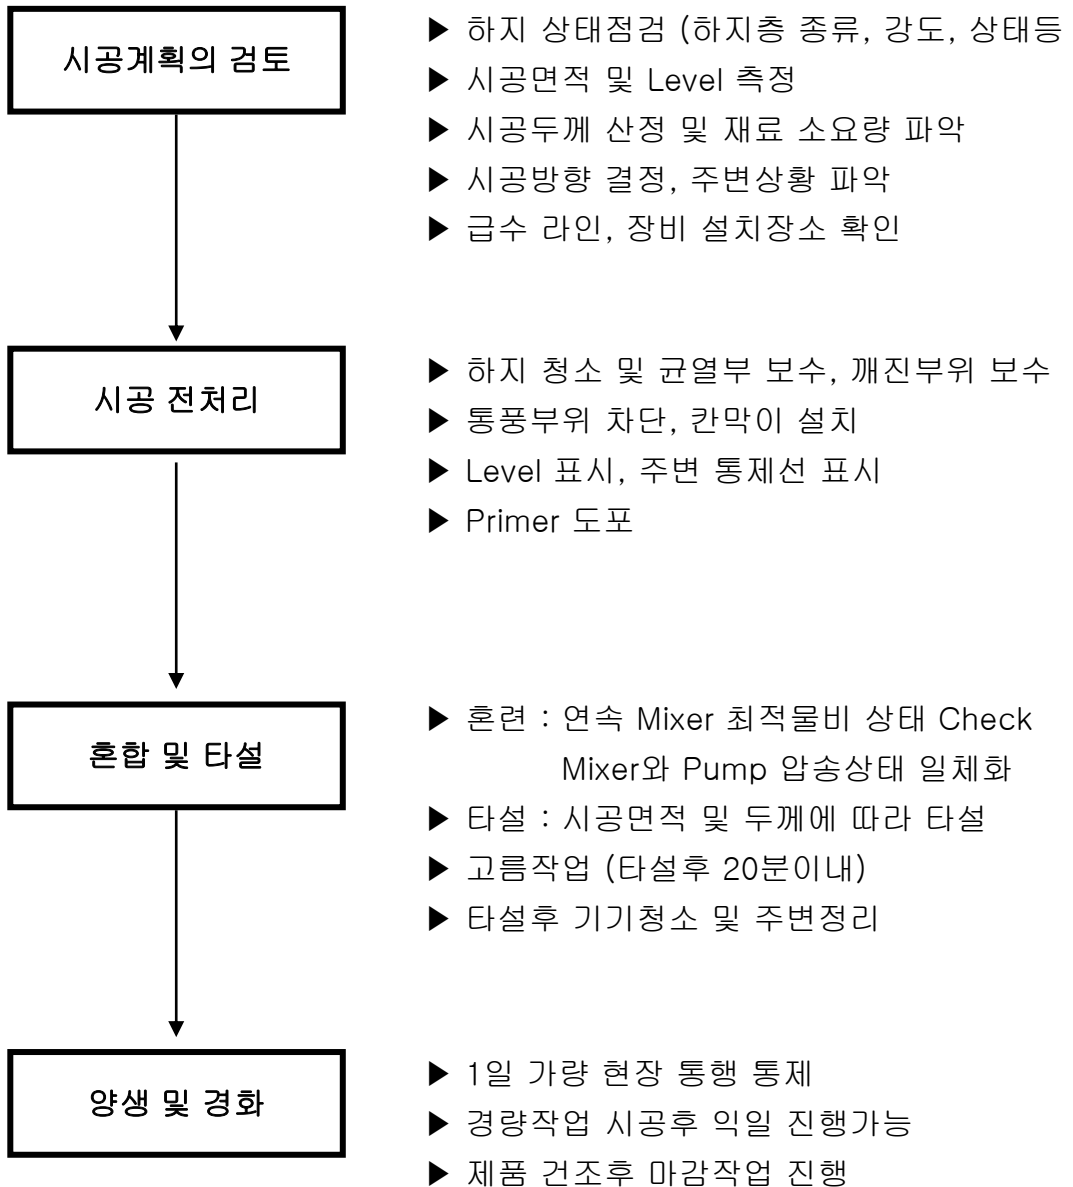 시공계획의 검토
▶ 하지 상태점검 (하지층 종류, 강도, 상태등
▶ 시공면적 및 Level 측정
▶ 시공두께 산정 및 재료 소요량 파악
▶ 시공방향 결정, 주변상황 파악
▶ 급수 라인, 장비 설치장소 확인
시공 전처리
▶ 하지 청소 및 균열부 보수, 깨진부위 보수
▶ 통풍부위 차단, 칸막이 설치
▶ Level 표시, 주변 통제선 표시
▶ Primer 도포
혼합 및 타설
▶ 혼련 : 연속 Mixer 최적물비 상태 Check
Mixer와 Pump 압송상태 일체화
▶ 타설 : 시공면적 및 두께에 따라 타설
▶ 고름작업 (타설후 20분이내)
▶ 타설후 기기청소 및 주변정리
양생 및 경화
▶ 1일 가량 현장 통행 통제
▶ 경량작업 시공후 익일 진행가능
▶ 제품 건조후 마감작업 진행